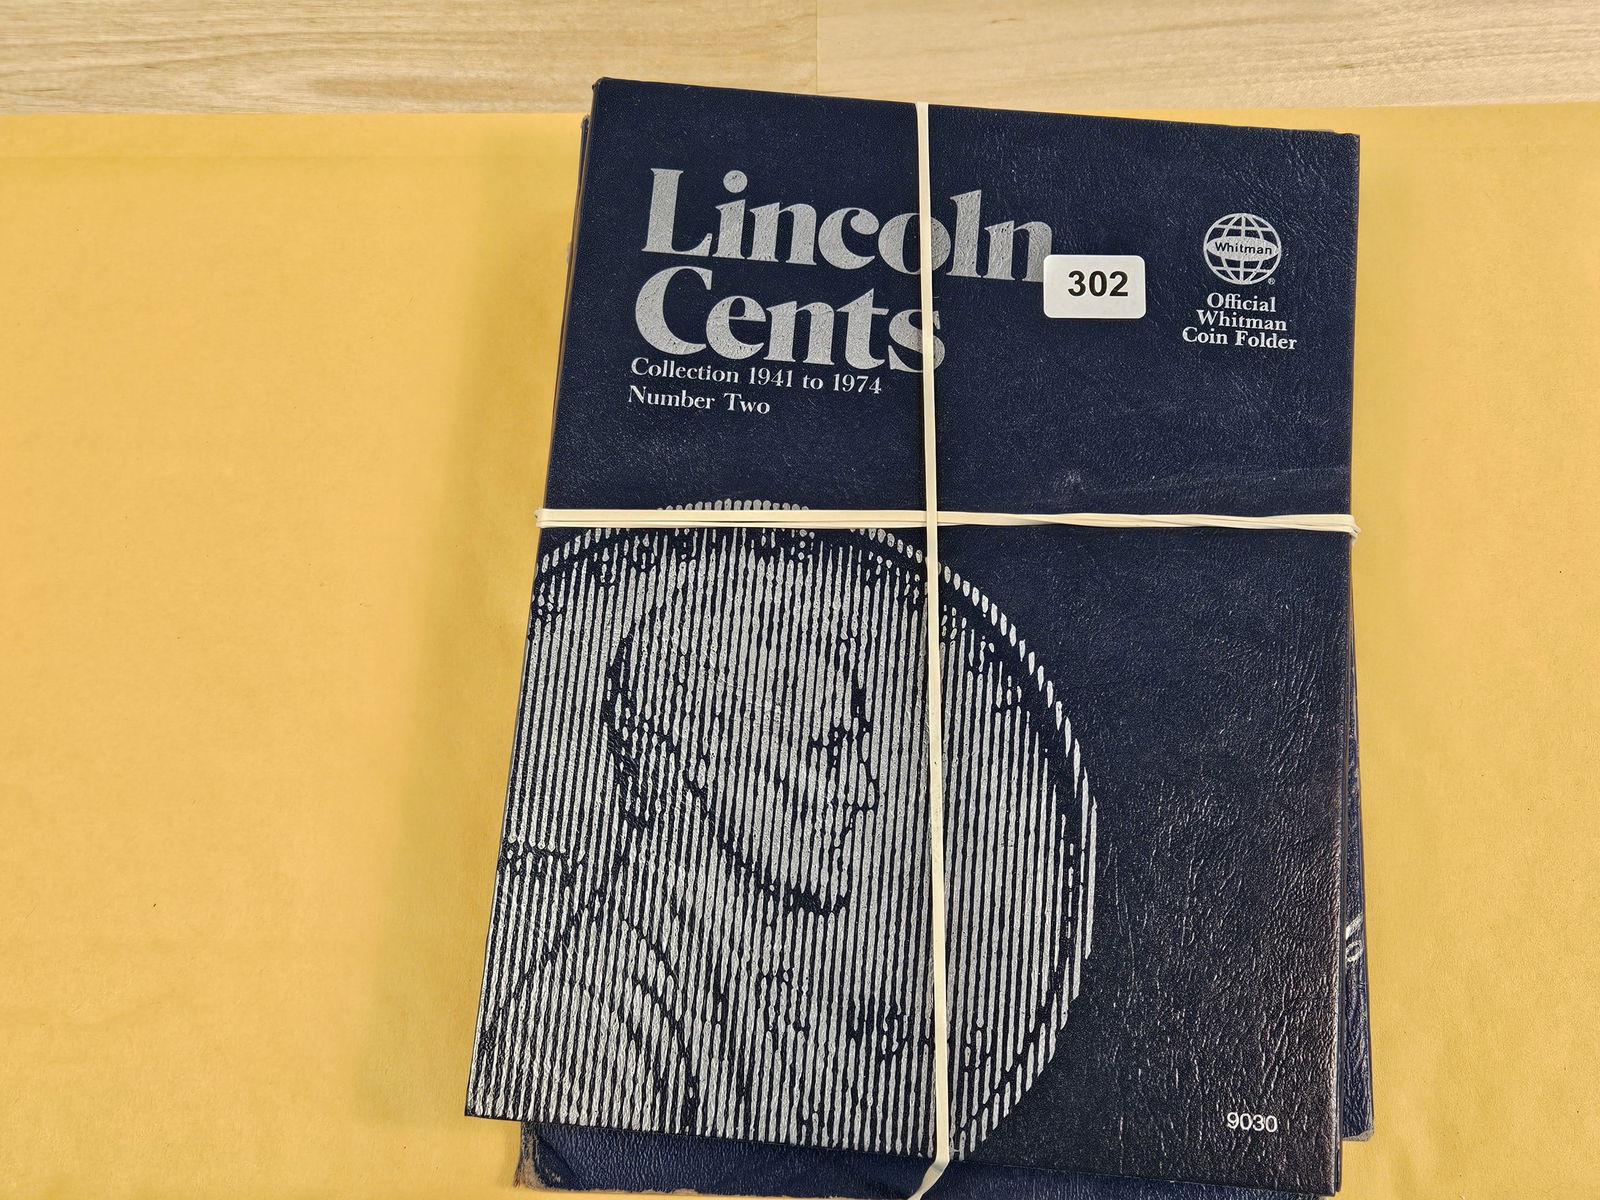 Lincoln
Cents
Collection 1941 to 1974
Number Two
302
Whitman
®
Official
Whitman
Coin Folder
9030